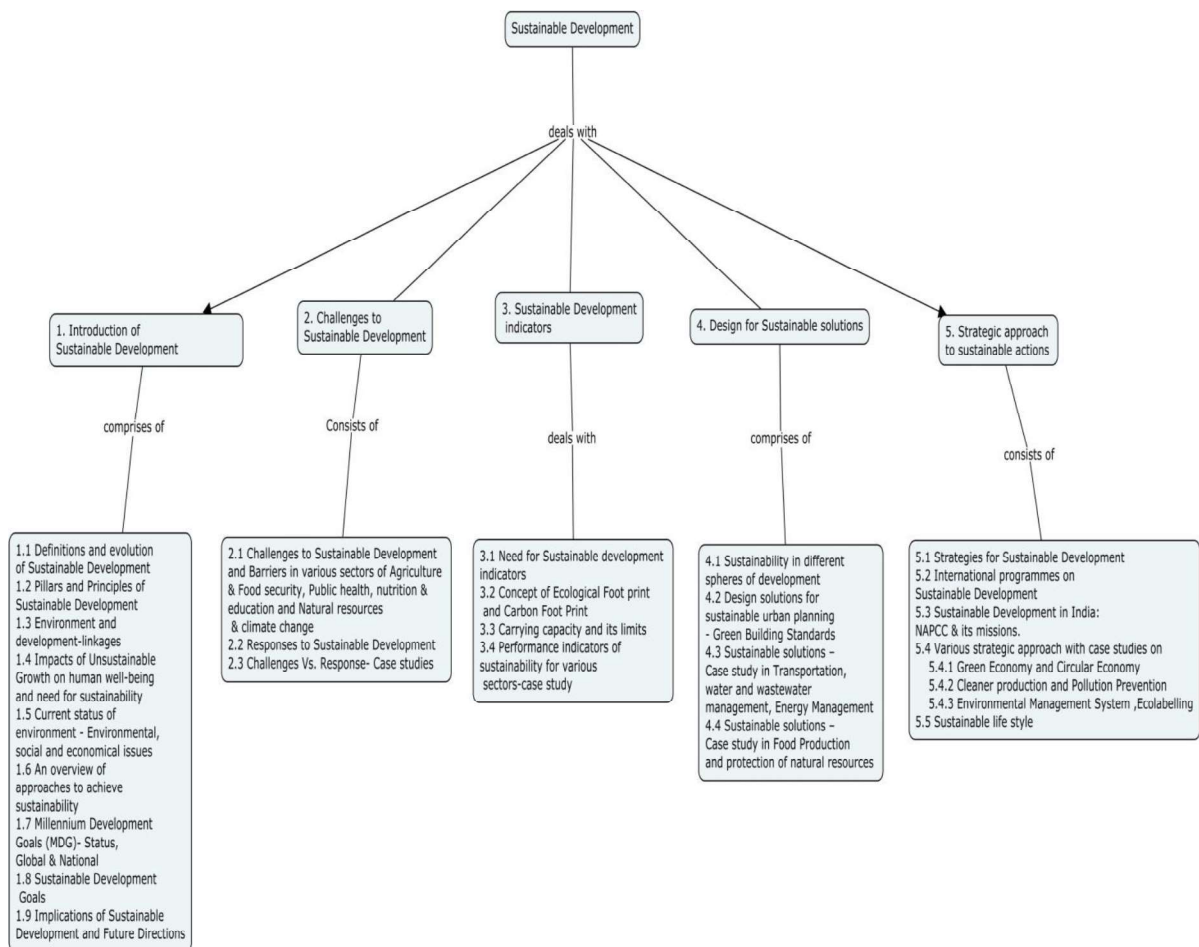 Sustainable Development
deals with
1. Introduction of
Sustainable Development
2. Challenges to
Sustainable Development
3. Sustainable Development
indicators
4. Design for Sustainable solutions
5. Strategic approach
to sustainable actions
comprises of
Consists of
deals with
comprises of
consists of
1.1 Definitions and evolution
of Sustainable Development
1.2 Pillars and Principles of
Sustainable Development
1.3 Environment and
development-linkages
1.4 Impacts of Unsustainable
Growth on human well-being
and need for sustainability
1.5 Current status of
environment - Environmental,
social and economical issues
1.6 An overview of
approaches to achieve
sustainability
1.7 Millennium Development
Goals (MDG)- Status,
Global & National
1.8 Sustainable Development
Goals
1.9 Implications of Sustainable
Development and Future Directions
2.1 Challenges to Sustainable Development
and Barriers in various sectors of Agriculture
& Food security, Public health, nutrition &
education and Natural resources
& climate change
2.2 Responses to Sustainable Development
2.3 Challenges Vs. Response- Case studies
3.1 Need for Sustainable development
indicators
3.2 Concept of Ecological Foot print
and Carbon Foot Print
3.3 Carrying capacity and its limits
3.4 Performance indicators of
sustainability for various
sectors-case study
4.1 Sustainability in different
spheres of development
4.2 Design solutions for
sustainable urban planning
- Green Building Standards
4.3 Sustainable solutions –
Case study in Transportation,
water and wastewater
management, Energy Management
4.4 Sustainable solutions –
Case study in Food Production
and protection of natural resources
5.1 Strategies for Sustainable Development
5.2 International programmes on
Sustainable Development
5.3 Sustainable Development in India:
NAPCC & its missions.
5.4 Various strategic approach with case studies on
5.4.1 Green Economy and Circular Economy
5.4.2 Cleaner production and Pollution Prevention
5.4.3 Environmental Management System ,Ecolabelling
5.5 Sustainable life style